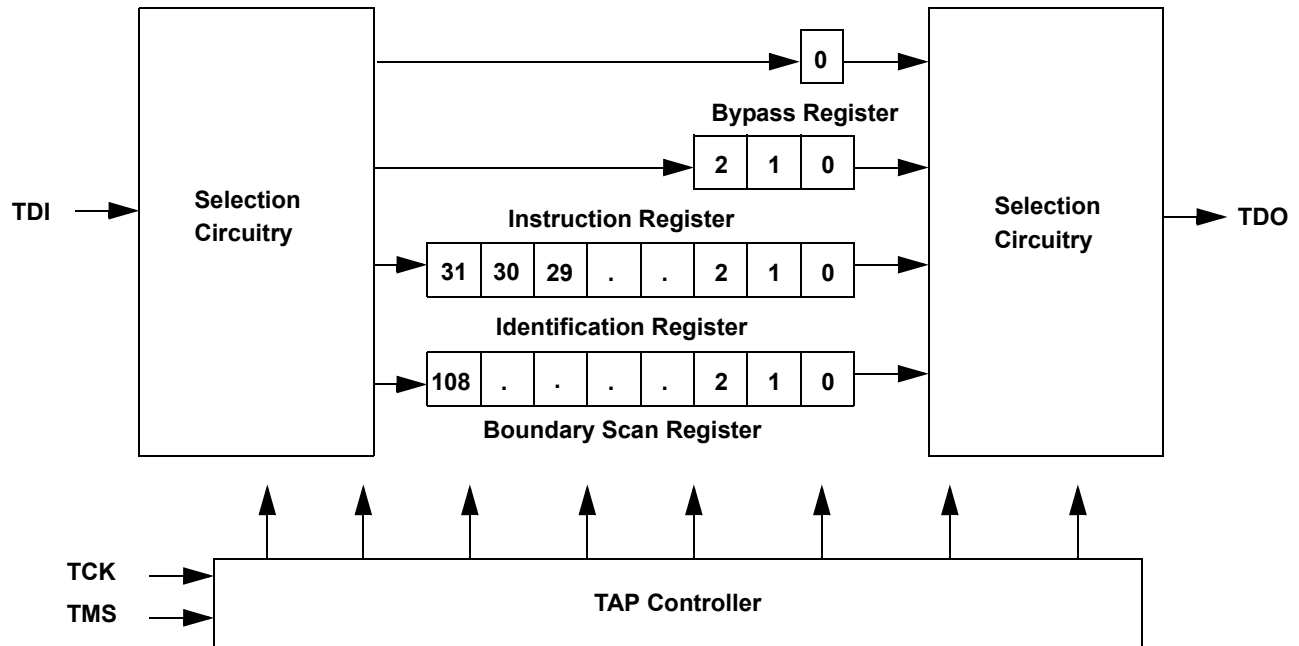 0
Bypass Register
2 1 0
Selection
Circuitry
Selection
Circuitry
TDI
TDO
Instruction Register
31 30 29 . . 2 1 0
Identification Register
108 . . . . 2 1 0
Boundary Scan Register
TCK
TMS
TAP Controller